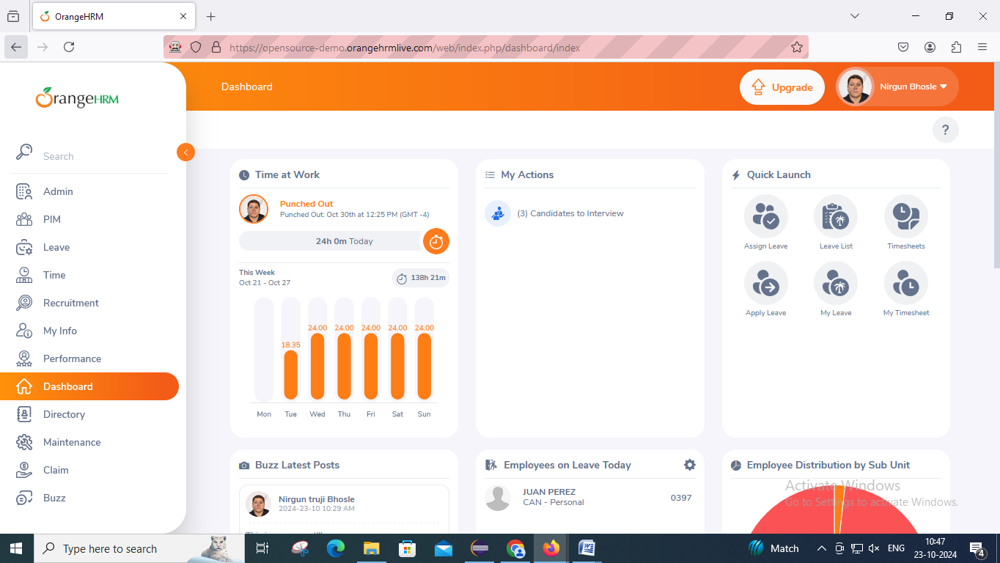 OrangeHRM
https://opensource-demo.orangehrmlive.com/web/index.php/dashboard/index
OrangeHRM
Dashboard
Upgrade
Nirgun Bhosle
?
Search
Admin
PIM
Leave
Time
Recruitment
My Info
Performance
Dashboard
Directory
Maintenance
Claim
Buzz
Time at Work
Punched Out
Punched Out: Oct 30th at 12:25 PM (GMT -4)
24h 0m Today
This Week
Oct 21 - Oct 27
138h 21m
18.35 24.00 24.00 24.00 24.00 24.00
Mon Tue Wed Thu Fri Sat Sun
My Actions
(3) Candidates to Interview
Quick Launch
Assign Leave Leave List Timesheets
Apply Leave My Leave My Timesheet
Buzz Latest Posts
Nirgun truji Bhosle
2024-23-10 10:29 AM
Employees on Leave Today
JUAN PEREZ
CAN - Personal
0397
Employee Distribution by Sub Unit
Activate Windows
Go to Settings to activate Windows.
Type here to search
Match
ENG
10:47
23-10-2024
4